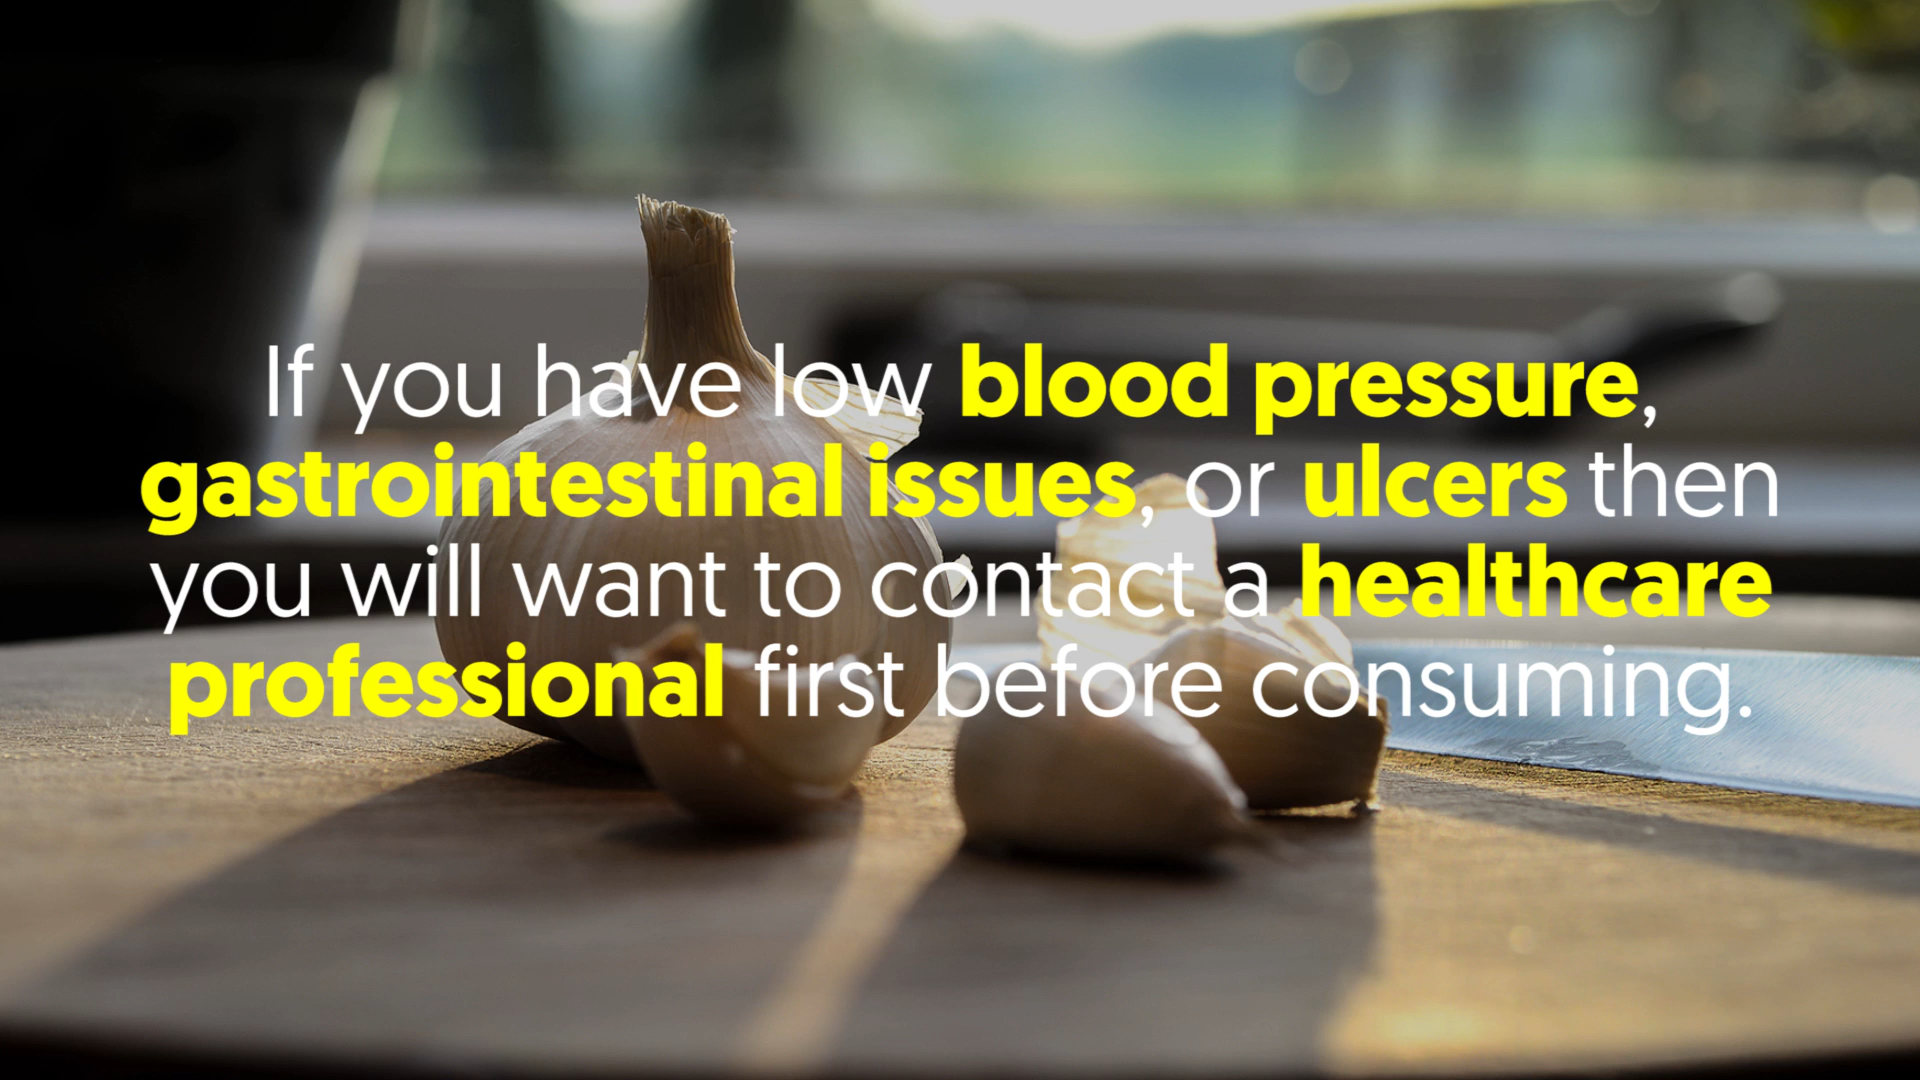 If you have low blood pressure,
gastrointestinal issues, or ulcers then
you will want to contact a healthcare
professional first before consuming.